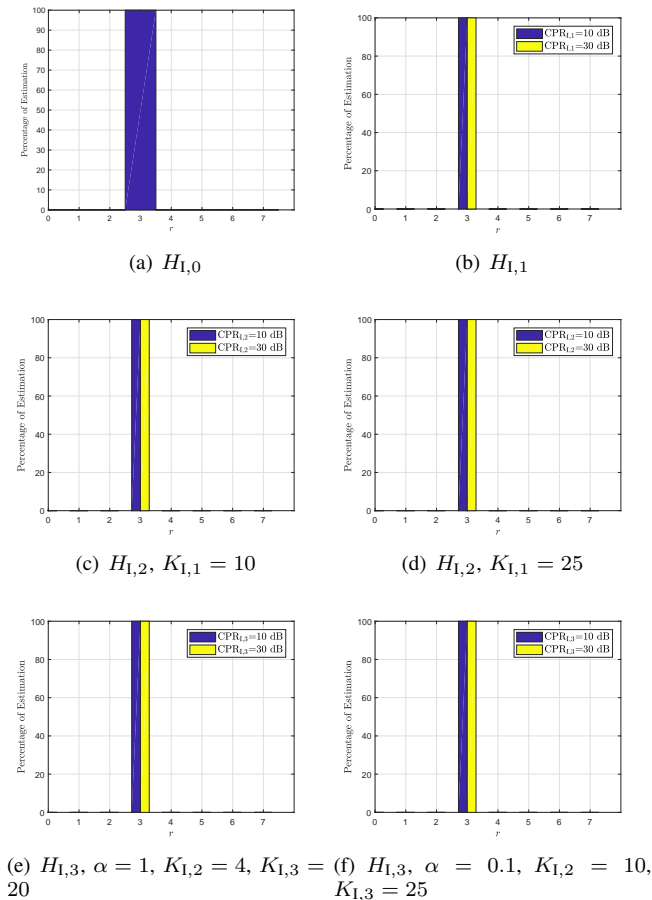 100
90
80
70
60
50
40
30
20
10
0
Percentage of Estimation
0 1 2 3 4 5 6 7
r
(a) H_{I,0}
100
80
60
40
20
0
Percentage of Estimation
CPR_{I,1}=10 dB
CPR_{I,1}=30 dB
0 1 2 3 4 5 6 7
r
(b) H_{I,1}
100
80
60
40
20
0
Percentage of Estimation
CPR_{I,2}=10 dB
CPR_{I,2}=30 dB
0 1 2 3 4 5 6 7
r
(c) H_{I,2}, K_{I,1} = 10
100
80
60
40
20
0
Percentage of Estimation
CPR_{I,2}=10 dB
CPR_{I,2}=30 dB
0 1 2 3 4 5 6 7
r
(d) H_{I,2}, K_{I,1} = 25
100
80
60
40
20
0
Percentage of Estimation
CPR_{I,3}=10 dB
CPR_{I,3}=30 dB
0 1 2 3 4 5 6 7
r
(e) H_{I,3}, α = 1, K_{I,2} = 4, K_{I,3} =
20
100
80
60
40
20
0
Percentage of Estimation
CPR_{I,3}=10 dB
CPR_{I,3}=30 dB
0 1 2 3 4 5 6 7
r
(f) H_{I,3}, α = 0.1, K_{I,2} = 10,
K_{I,3} = 25